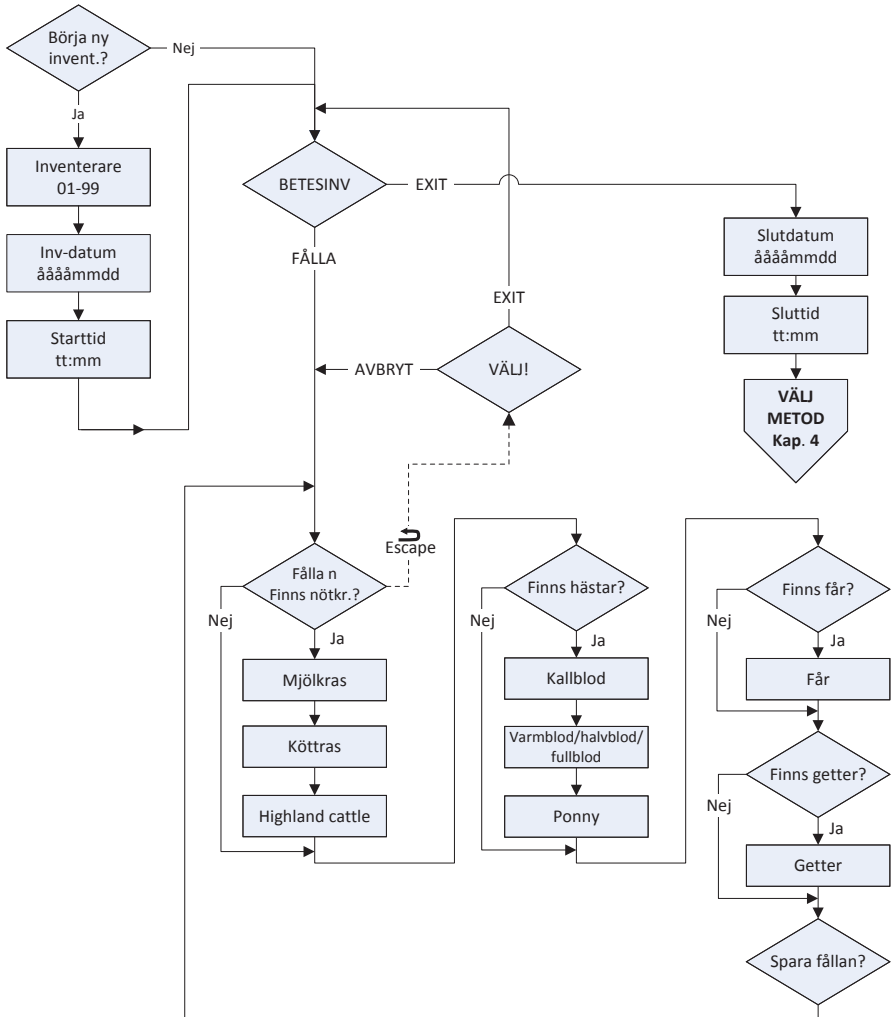 Börja ny
invent.?
Nej
Ja
Inventerare
01-99
Inv-datum
ååååmmdd
Starttid
tt:mm
BETESINV
EXIT
FÅLLA
Slutdatum
ååååmmdd
Sluttid
tt:mm
VÄLJ
METOD
Kap. 4
EXIT
VÄLJ!
AVBRYT
Escape
Fålla n
Finns nötkr.?
Nej
Ja
Mjölkras
Köttras
Highland cattle
Finns hästar?
Nej
Ja
Kallblod
Varmblod/halvblod/
fullblod
Ponny
Finns får?
Nej
Ja
Får
Finns getter?
Nej
Ja
Getter
Spara fållan?